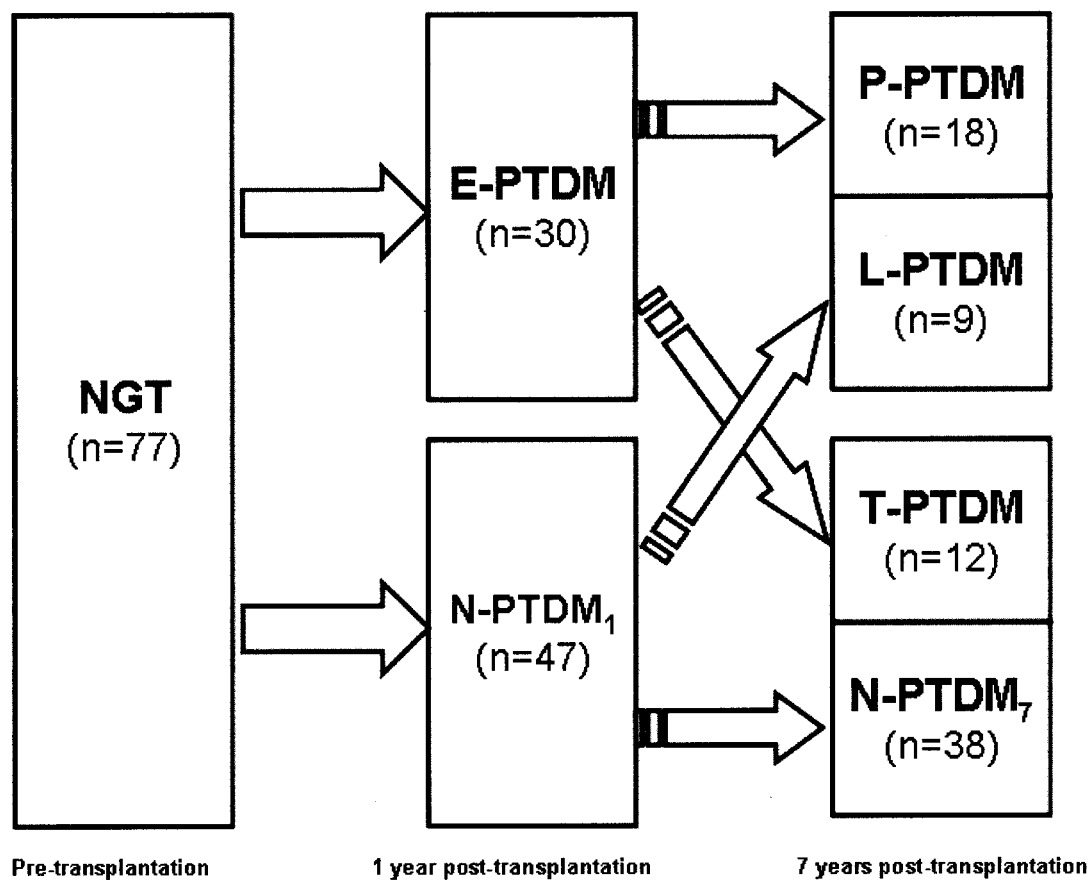 NGT
(n=77)
E-PTDM
(n=30)
N-PTDM₁
(n=47)
P-PTDM
(n=18)
L-PTDM
(n=9)
T-PTDM
(n=12)
N-PTDM₇
(n=38)
Pre-transplantation
1 year post-transplantation
7 years post-transplantation